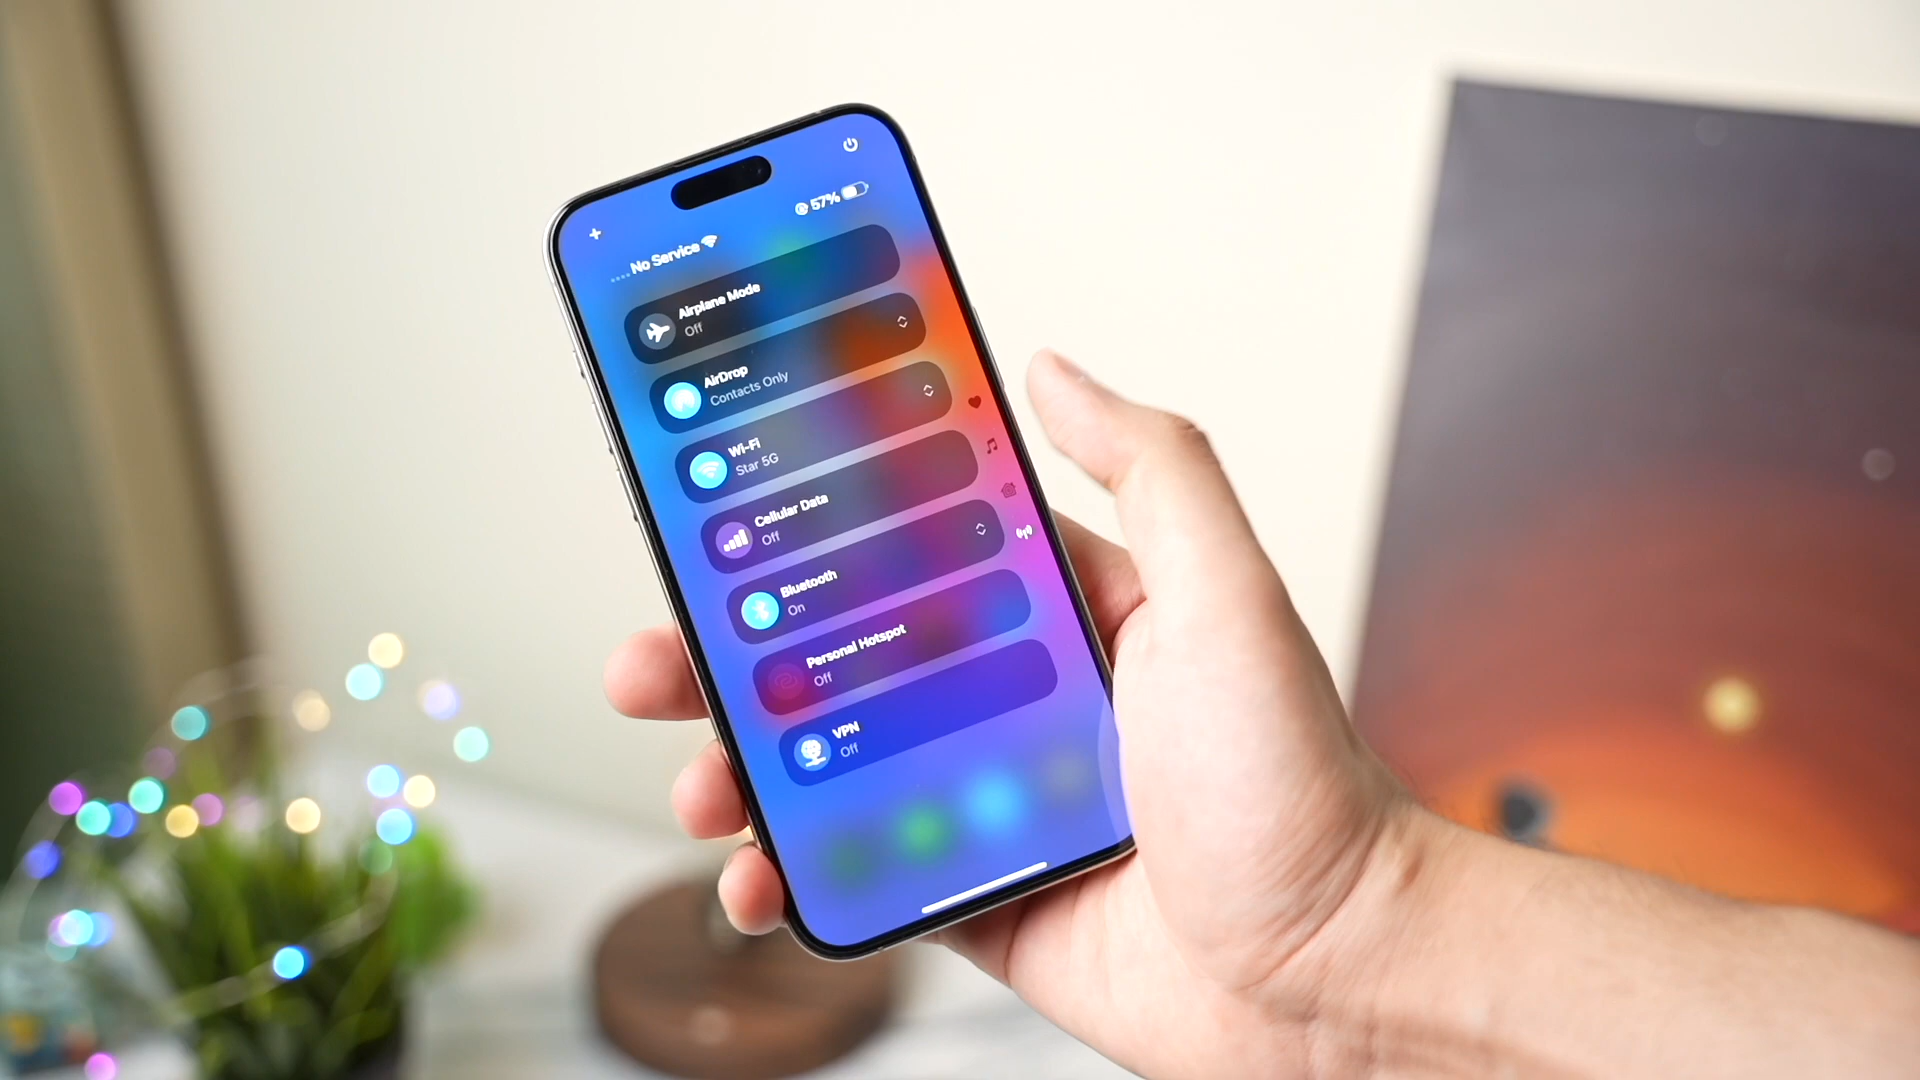 57%
No Service
Airplane Mode
Off
AirDrop
Contacts Only
Wi-Fi
Star 5G
Cellular Data
Off
Bluetooth
On
Personal Hotspot
Off
VPN
Off